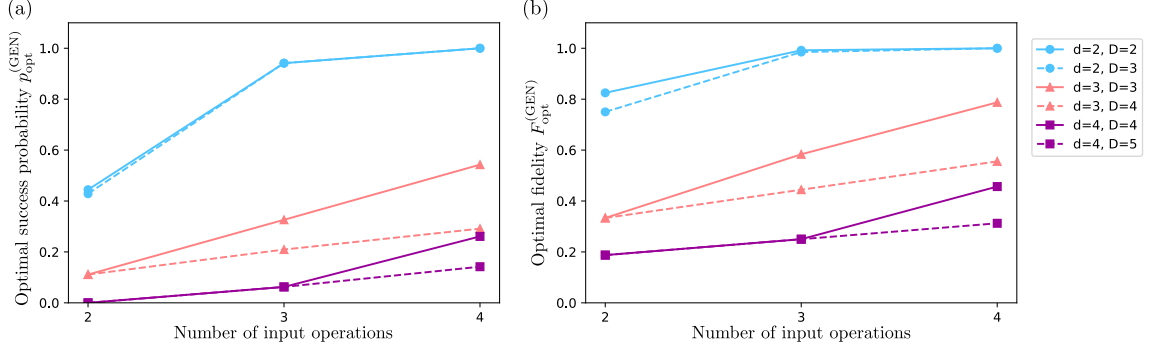 (a)
Optimal success probability p_opt^(GEN)
1.0
0.8
0.6
0.4
0.2
0.0
2
3
4
Number of input operations
(b)
Optimal fidelity F_opt^(GEN)
1.0
0.8
0.6
0.4
0.2
0.0
2
3
4
Number of input operations
d=2, D=2
d=2, D=3
d=3, D=3
d=3, D=4
d=4, D=4
d=4, D=5